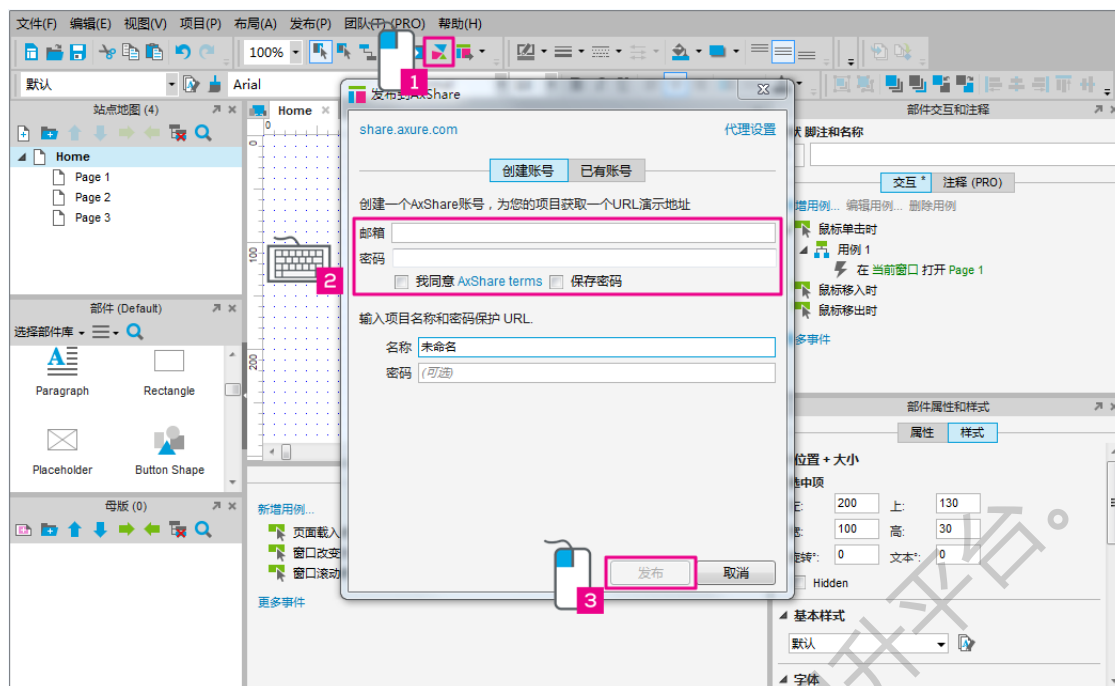 文件(F) 编辑(E) 视图(V) 项目(P) 布局(A) 发布(P) 团队(T) (PRO) 帮助(H)
100%
1
默认 Arial
站点地图 (4)
Home
Page 1
Page 2
Page 3
部件 (Default)
选择部件库
Paragraph Rectangle
Placeholder Button Shape
母版 (0)
Home
0
0
100
200
2
新增用例...
页面载入
窗口改变
窗口滚动
更多事件
发布到AxShare
share.axure.com 代理设置
创建账号 已有账号
创建一个AxShare账号，为您的项目获取一个URL演示地址
邮箱
密码
我同意 AxShare terms 保存密码
输入项目名称和密码保护 URL.
名称 未命名
密码 (可选)
发布 取消
3
部件交互和注释
脚注和名称
交互 * 注释 (PRO)
增用例... 编辑用例... 删除用例
鼠标单击时
用例 1
在 当前窗口 打开 Page 1
鼠标移入时
鼠标移出时
多事件
部件属性和样式
属性 样式
位置 + 大小
选中项
200 上: 130
100 高: 30
旋转°: 0 文本°: 0
Hidden
基本样式
默认
字体
升平台。